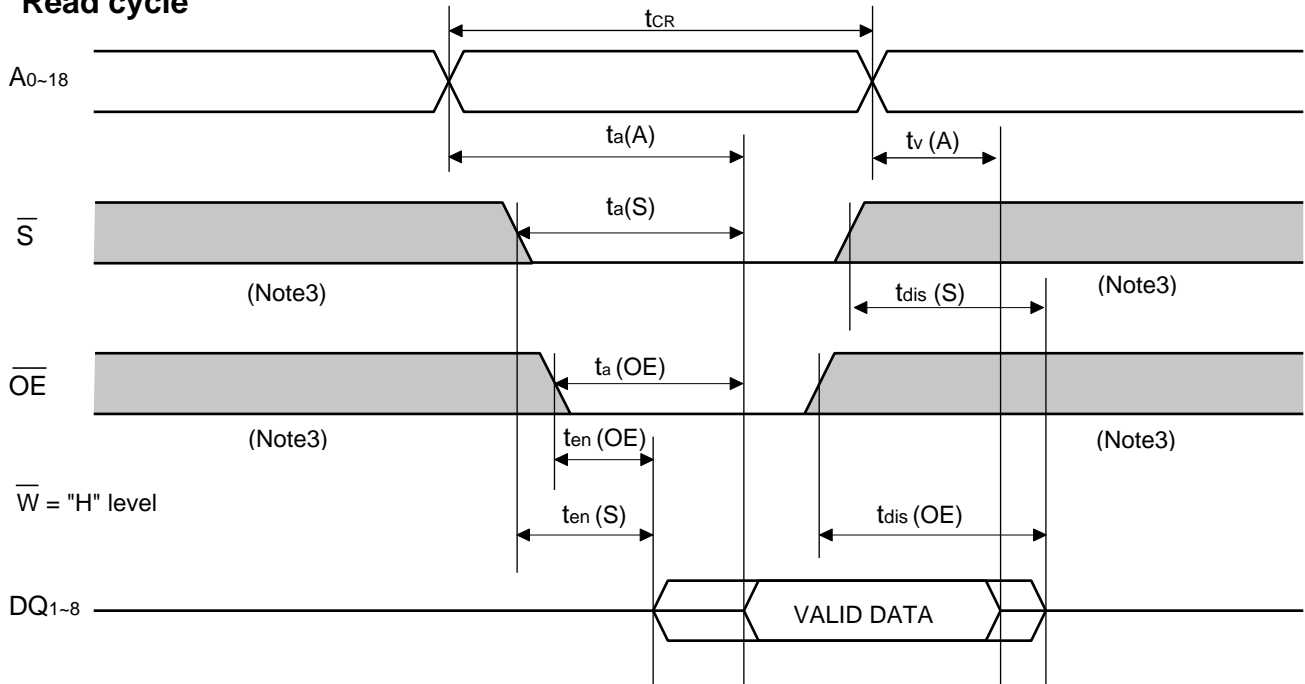 Read cycle
tCR
A0~18
ta(A)
tv (A)
ta(S)
S̅
(Note3)
tdis (S)
(Note3)
ta (OE)
O̅E̅
(Note3)
ten (OE)
(Note3)
W̅ = "H" level
ten (S)
tdis (OE)
DQ1~8
VALID DATA